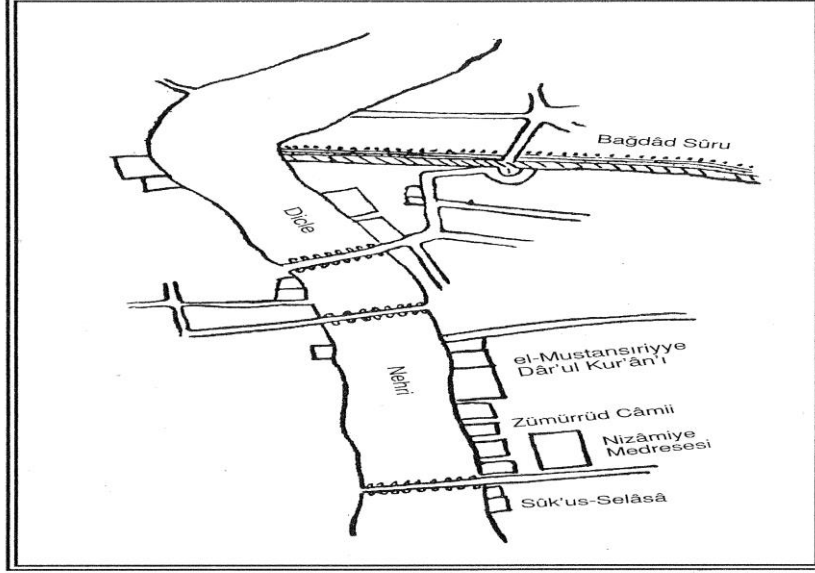 Bağdâd Sûru
Dicle
Nehri
el-Mustansıriyye
Dâr'ul Kur'ân'ı
Zümürrüd Câmii
Nizâmiye
Medresesi
Sûk'us-Selâsâ